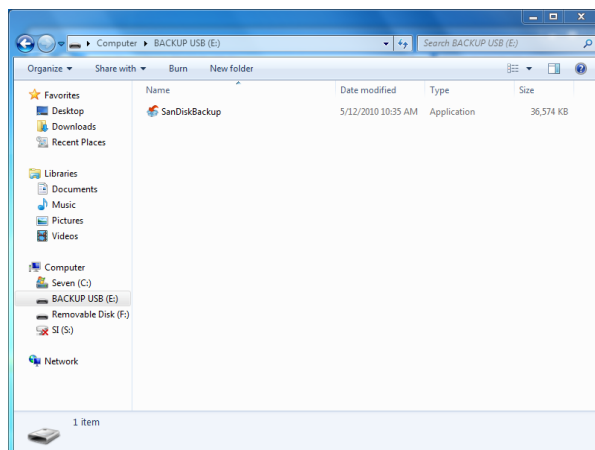 Computer BACKUP USB (E:) Search BACKUP USB (E:)
Organize Share with Burn New folder
Favorites
Desktop
Downloads
Recent Places
Libraries
Documents
Music
Pictures
Videos
Computer
Seven (C:)
BACKUP USB (E:)
Removable Disk (F:)
SI (S:)
Network
Name Date modified Type Size
SanDiskBackup 5/12/2010 10:35 AM Application 36,574 KB
1 item